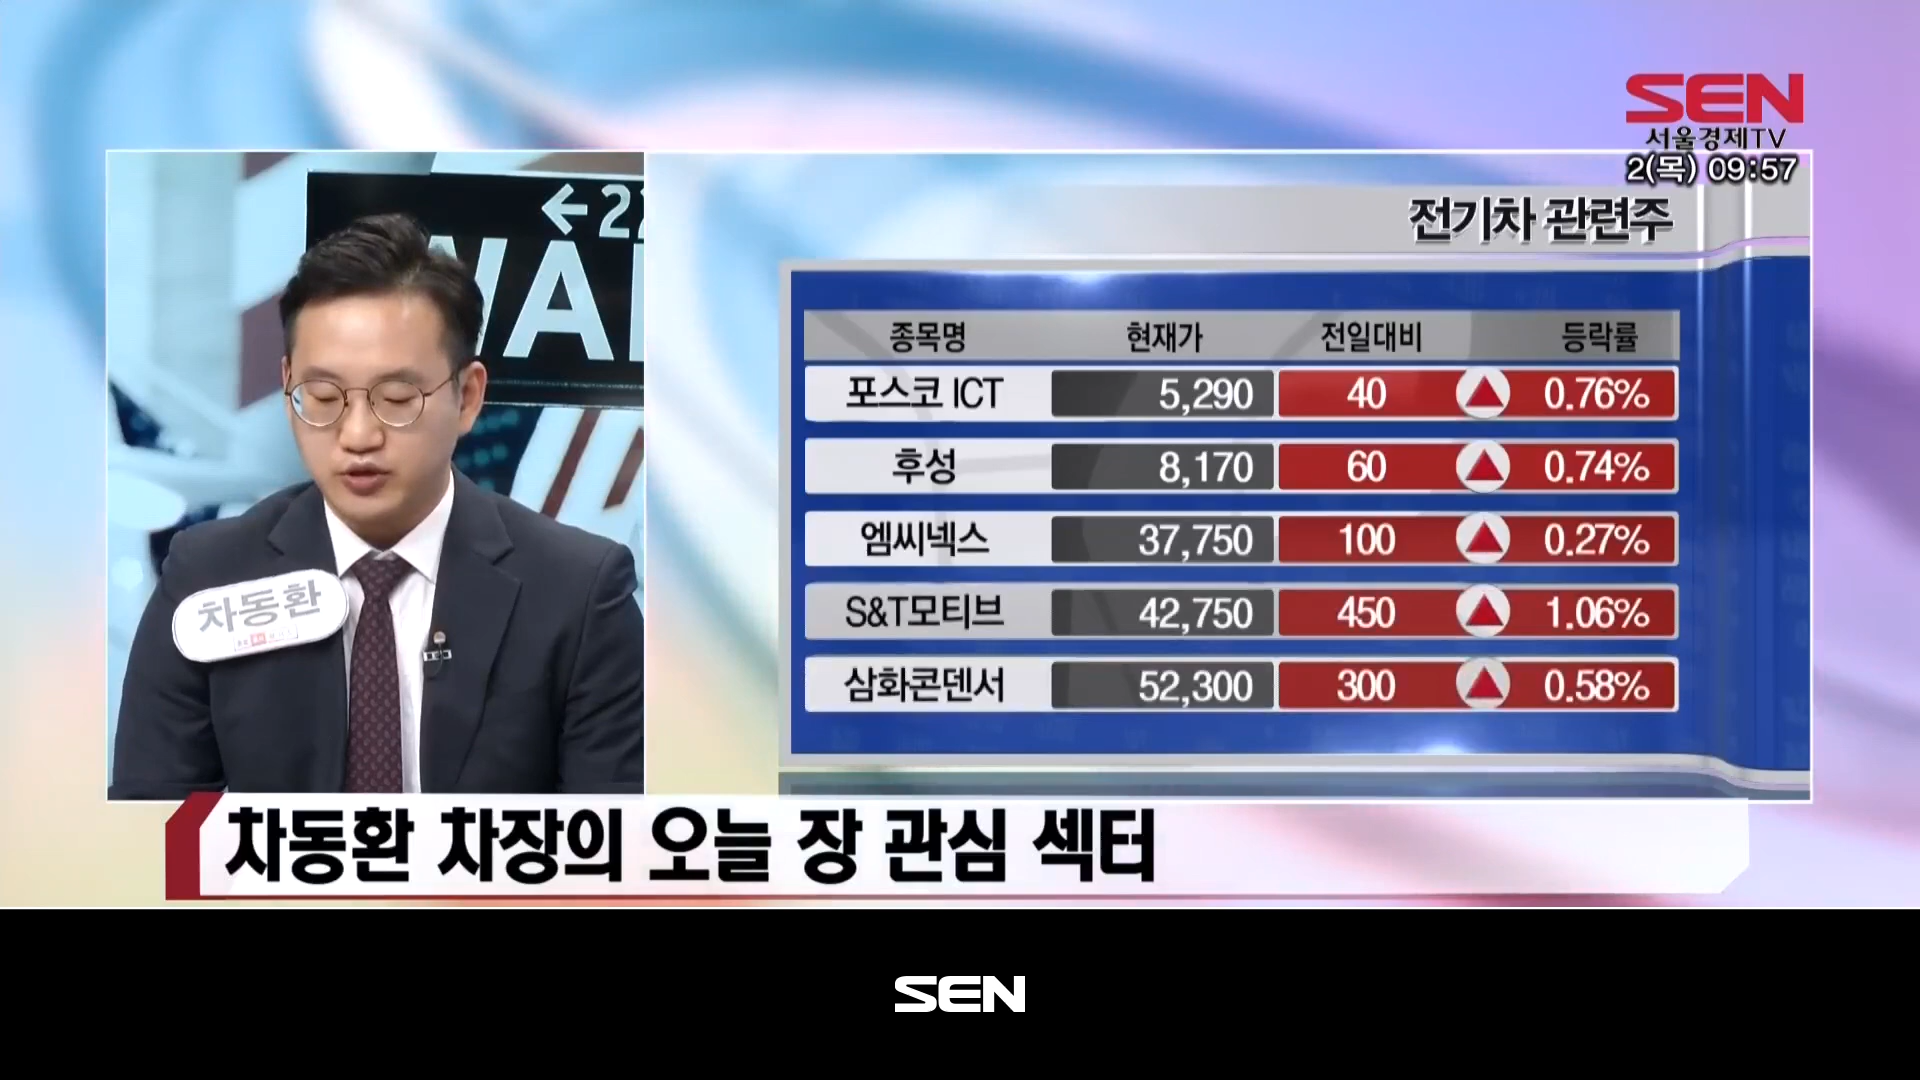 SEN
서울경제TV
2(목) 09:57
전기차 관련주
종목명 현재가 전일대비 등락률
포스코 ICT 5,290 40 ▲ 0.76%
후성 8,170 60 ▲ 0.74%
엠씨넥스 37,750 100 ▲ 0.27%
S&T모티브 42,750 450 ▲ 1.06%
삼화콘덴서 52,300 300 ▲ 0.58%
차동환
차동환 차장의 오늘 장 관심 섹터
SEN